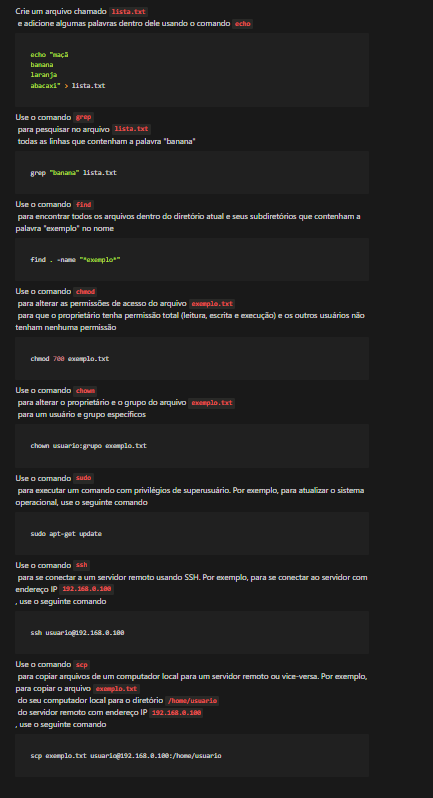 Crie um arquivo chamado lista.txt
e adicione algumas palavras dentro dele usando o comando echo
echo "maçã
banana
laranja
abacaxi" > lista.txt
Use o comando grep
para pesquisar no arquivo lista.txt
todas as linhas que contenham a palavra "banana"
grep "banana" lista.txt
Use o comando find
para encontrar todos os arquivos dentro do diretório atual e seus subdiretórios que contenham a
palavra "exemplo" no nome
find . -name "*exemplo*"
Use o comando chmod
para alterar as permissões de acesso do arquivo exemplo.txt
para que o proprietário tenha permissão total (leitura, escrita e execução) e os outros usuários não
tenham nenhuma permissão
chmod 700 exemplo.txt
Use o comando chown
para alterar o proprietário e o grupo do arquivo exemplo.txt
para um usuário e grupo específicos
chown usuario:grupo exemplo.txt
Use o comando sudo
para executar um comando com privilégios de superusuário. Por exemplo, para atualizar o sistema
operacional, use o seguinte comando
sudo apt-get update
Use o comando ssh
para se conectar a um servidor remoto usando SSH. Por exemplo, para se conectar ao servidor com
endereço IP 192.168.0.100
, use o seguinte comando
ssh usuario@192.168.0.100
Use o comando scp
para copiar arquivos de um computador local para um servidor remoto ou vice-versa. Por exemplo,
para copiar o arquivo exemplo.txt
do seu computador local para o diretório /home/usuario
do servidor remoto com endereço IP 192.168.0.100
, use o seguinte comando
scp exemplo.txt usuario@192.168.0.100:/home/usuario